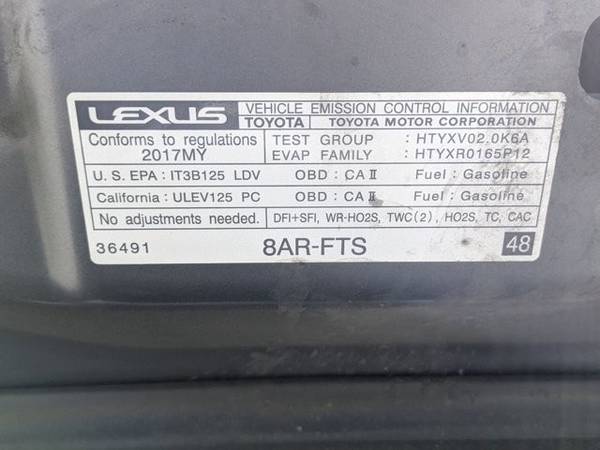 LEXUS VEHICLE EMISSION CONTROL INFORMATION
TOYOTA TOYOTA MOTOR CORPORATION
Conforms to regulations TEST GROUP : HTYXV02.0K6A
2017MY EVAP FAMILY : HTYXR0165P12
U.S. EPA : IT3B125 LDV OBD : CA II Fuel : Gasoline
California : ULEV125 PC OBD : CA II Fuel : Gasoline
No adjustments needed. DFI+SFI, WR-HO2S, TWC(2), HO2S, TC, CAC
36491 8AR-FTS 48